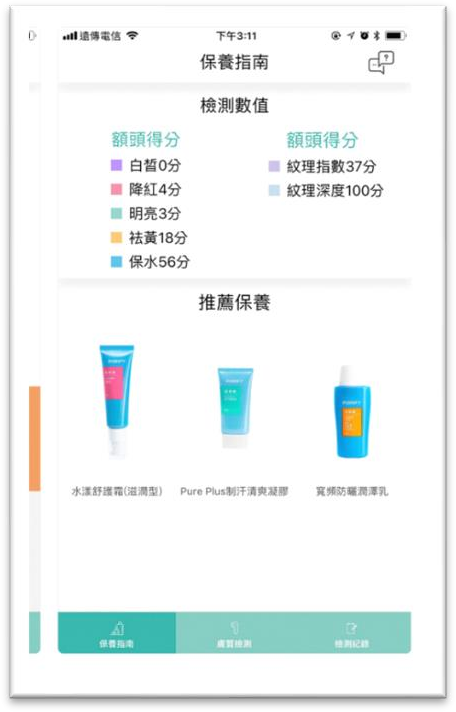 遠傳電信
下午3:11
保養指南
檢測數值
額頭得分
白皙0分
降紅4分
明亮3分
袪黃18分
保水56分
額頭得分
紋理指數37分
紋理深度100分
推薦保養
水漾舒護霜(滋潤型)
Pure Plus制汗清爽凝膠
寬頻防曬潤澤乳
保養指南
膚質檢測
檢測紀錄